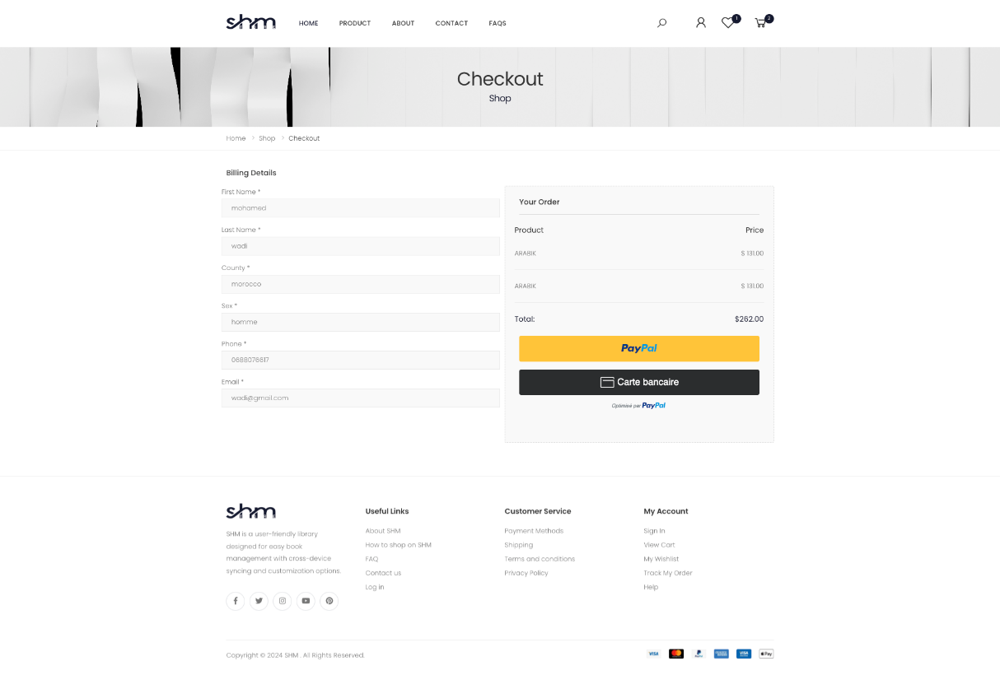 shm HOME PRODUCT ABOUT CONTACT FAQS 1 2
Checkout
Shop
Home > Shop > Checkout
Billing Details
First Name *
mohamed
Last Name *
wadi
County *
morocco
Sex *
homme
Phone *
0688076617
Email *
wadi@gmail.com
Your Order
Product Price
ARABIK $ 131.00
ARABIK $ 131.00
Total: $262.00
PayPal
Carte bancaire
Optimisé par PayPal
shm
SHM is a user-friendly library
designed for easy book
management with cross-device
syncing and customization options.
Useful Links
About SHM
How to shop on SHM
FAQ
Contact us
Log in
Customer Service
Payment Methods
Shipping
Terms and conditions
Privacy Policy
My Account
Sign In
View Cart
My Wishlist
Track My Order
Help
Copyright © 2024 SHM . All Rights Reserved.
VISA PayPal VISA Pay